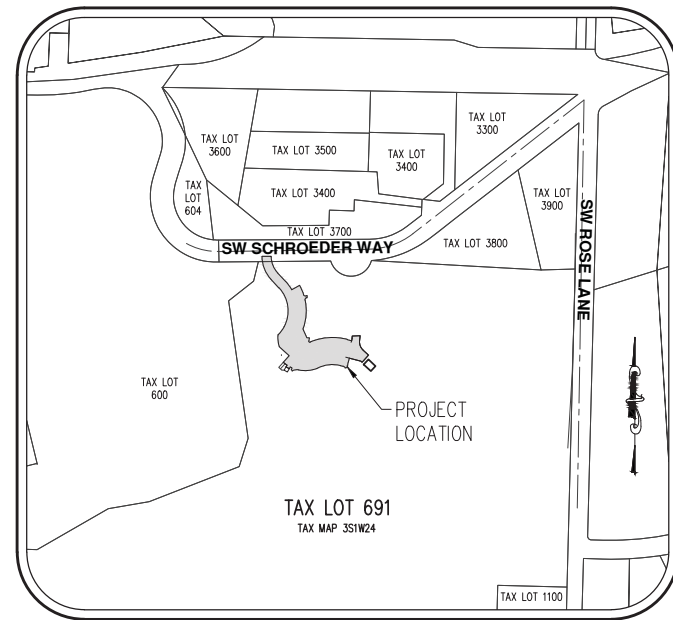 TAX LOT
3300
TAX LOT
3600
TAX LOT 3500
TAX LOT
3400
TAX LOT
604
TAX LOT 3400
TAX LOT
3900
TAX LOT 3700
SW SCHROEDER WAY
TAX LOT 3800
SW ROSE LANE
TAX LOT
600
PROJECT
LOCATION
TAX LOT 691
TAX MAP 3S1W24
TAX LOT 1100